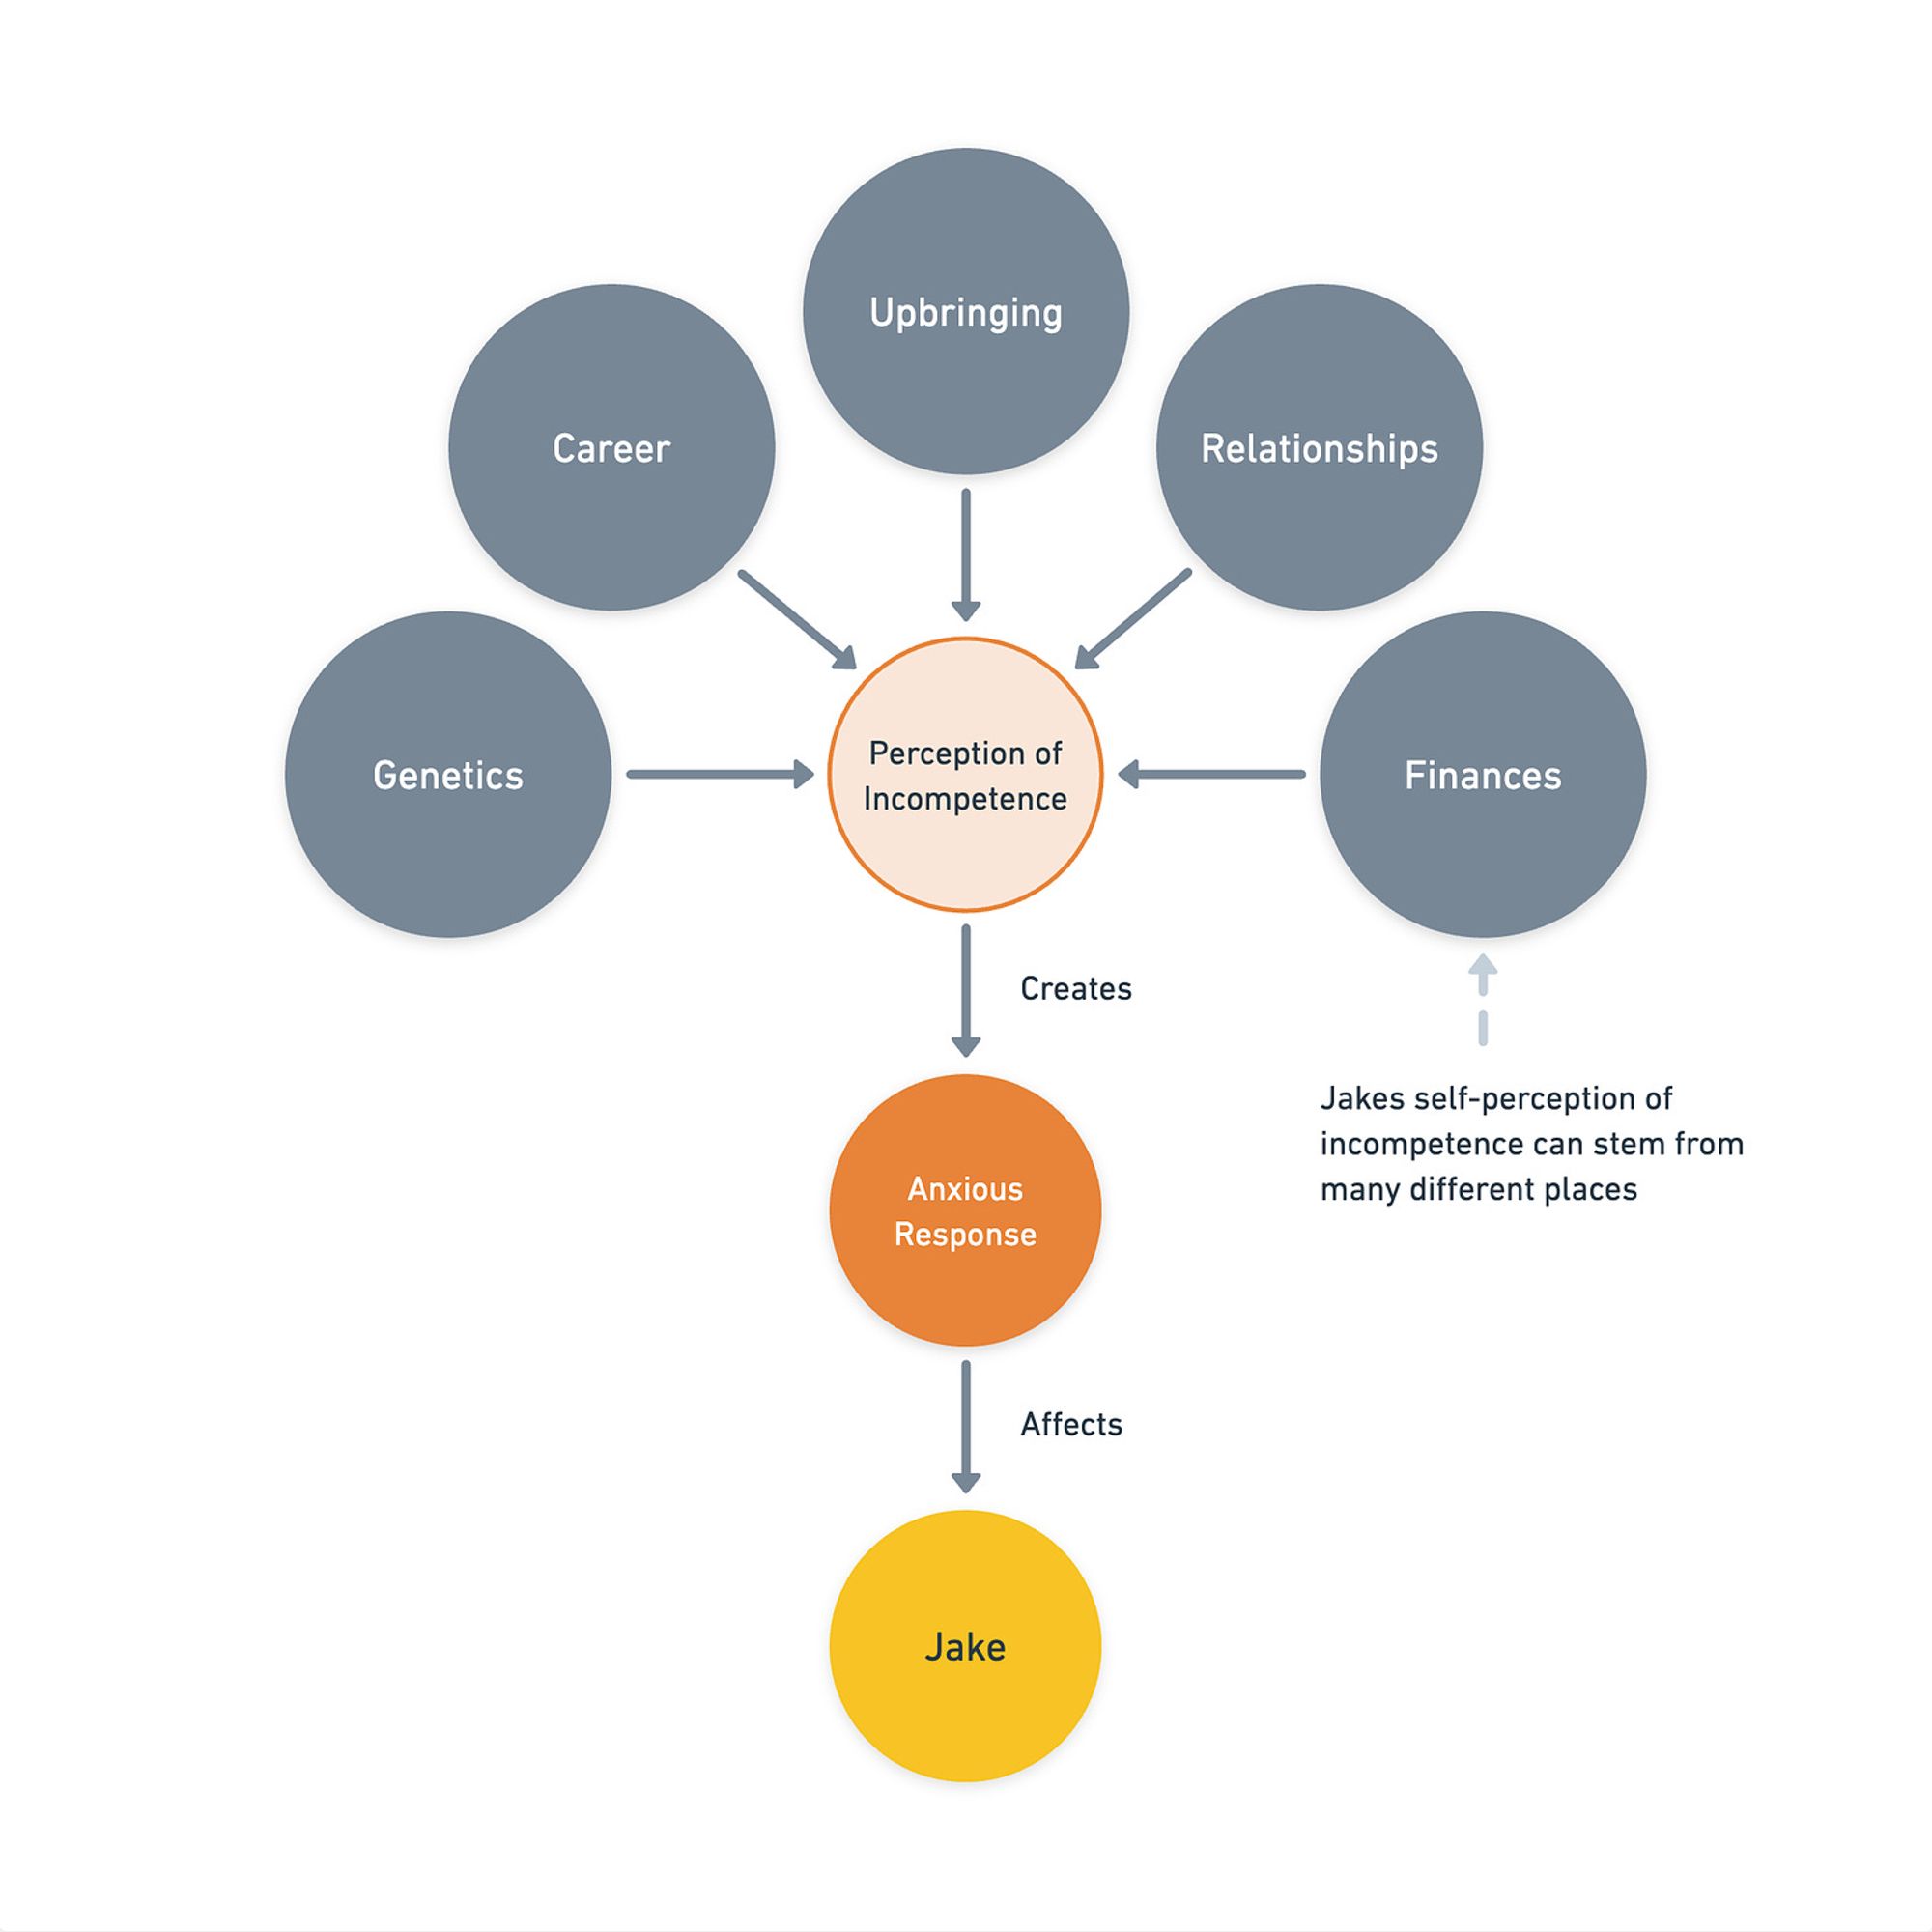 Upbringing
Career
Relationships
Genetics
Perception of
Incompetence
Finances
Creates
Jakes self-perception of
incompetence can stem from
many different places
Anxious
Response
Affects
Jake